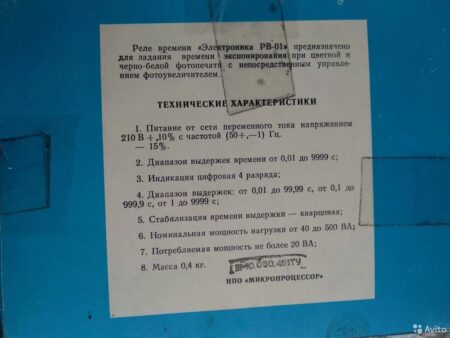 Реле времени «Электроника РВ-01» предназначено
для задания времени экспонирования при цветной и
черно-белой фотопечати с непосредственным управле-
нием фотоувеличителем.
ТЕХНИЧЕСКИЕ ХАРАКТЕРИСТИКИ
1. Питание от сети переменного тока напряжением
210 В + 10% с частотой (50+,—1) Гц.
— 15%.
2. Диапазон выдержек времени от 0,01 до 9999 с;
3. Индикация цифровая 4 разряда;
4. Диапазон выдержек: от 0,01 до 99,99 с, от 0,1 до
999,9 с, от 1 до 9999 с;
5. Стабилизация времени выдержки — кварцовая;
6. Номинальная мощность нагрузки от 40 до 500 ВА;
7. Потребляемая мощность не более 20 ВА;
8. Масса 0,4 кг.
НПО «МИКРОПРОЦЕССОР»
Avito